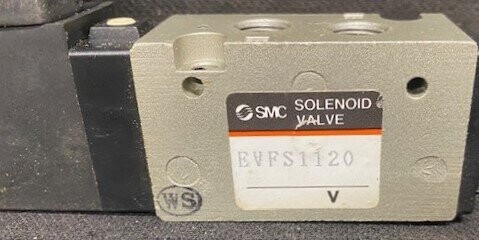 SMC SOLENOID
VALVE
EVFS1120
V
WS